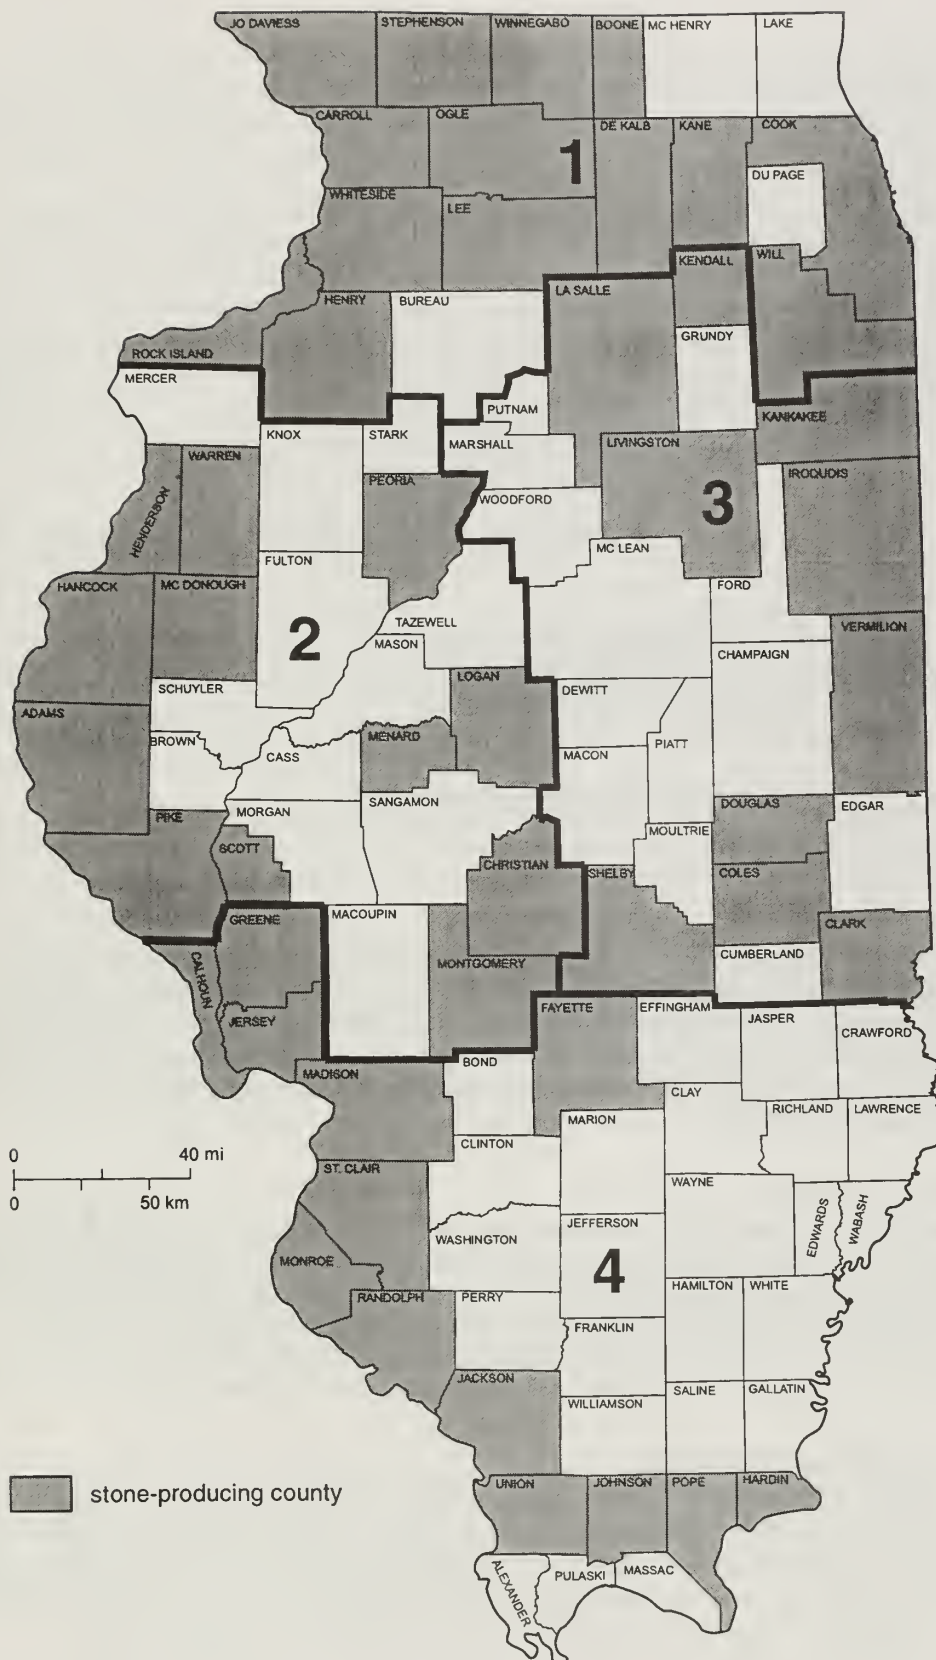 JO DAVIESS
STEPHENSON
WINNEGABO
BOONE
MC HENRY
LAKE
CARROLL
OGLE
1
DE KALB
KANE
COOK
DU PAGE
WHITESIDE
LEE
KENDALL
WILL
HENRY
BUREAU
LA SALLE
GRUNDY
ROCK ISLAND
MERCER
PUTNAM
KANKAKEE
KNOX
STARK
MARSHALL
LIVINGSTON
WARREN
PEORIA
IROQUDIS
HENDERSON
WOODFORD
3
MC LEAN
FULTON
HANCOCK
MC DONOUGH
FORD
2
TAZEWELL
MASON
VERMILION
CHAMPAIGN
SCHUYLER
LOGAN
DEWITT
ADAMS
BROWN
CASS
MENARD
MACON
PIATT
MORGAN
SANGAMON
DOUGLAS
EDGAR
PIKE
MOULTRIE
SCOTT
CHRISTIAN
SHELBY
COLES
GREENE
MACOUPIN
CLARK
CALHOUN
MONTGOMERY
CUMBERLAND
JERSEY
FAYETTE
EFFINGHAM
JASPER
CRAWFORD
MADISON
BOND
CLAY
RICHLAND
LAWRENCE
MARION
CLINTON
0 40 mi
0 50 km
ST. CLAIR
WAYNE
EDWARDS
WABASH
JEFFERSON
WASHINGTON
MONROE
4
RANDOLPH
PERRY
HAMILTON
WHITE
FRANKLIN
JACKSON
SALINE
GALLATIN
WILLIAMSON
stone-producing county
UNION
JOHNSON
POPE
HARDIN
ALEXANDER
PULASKI
MASSAC